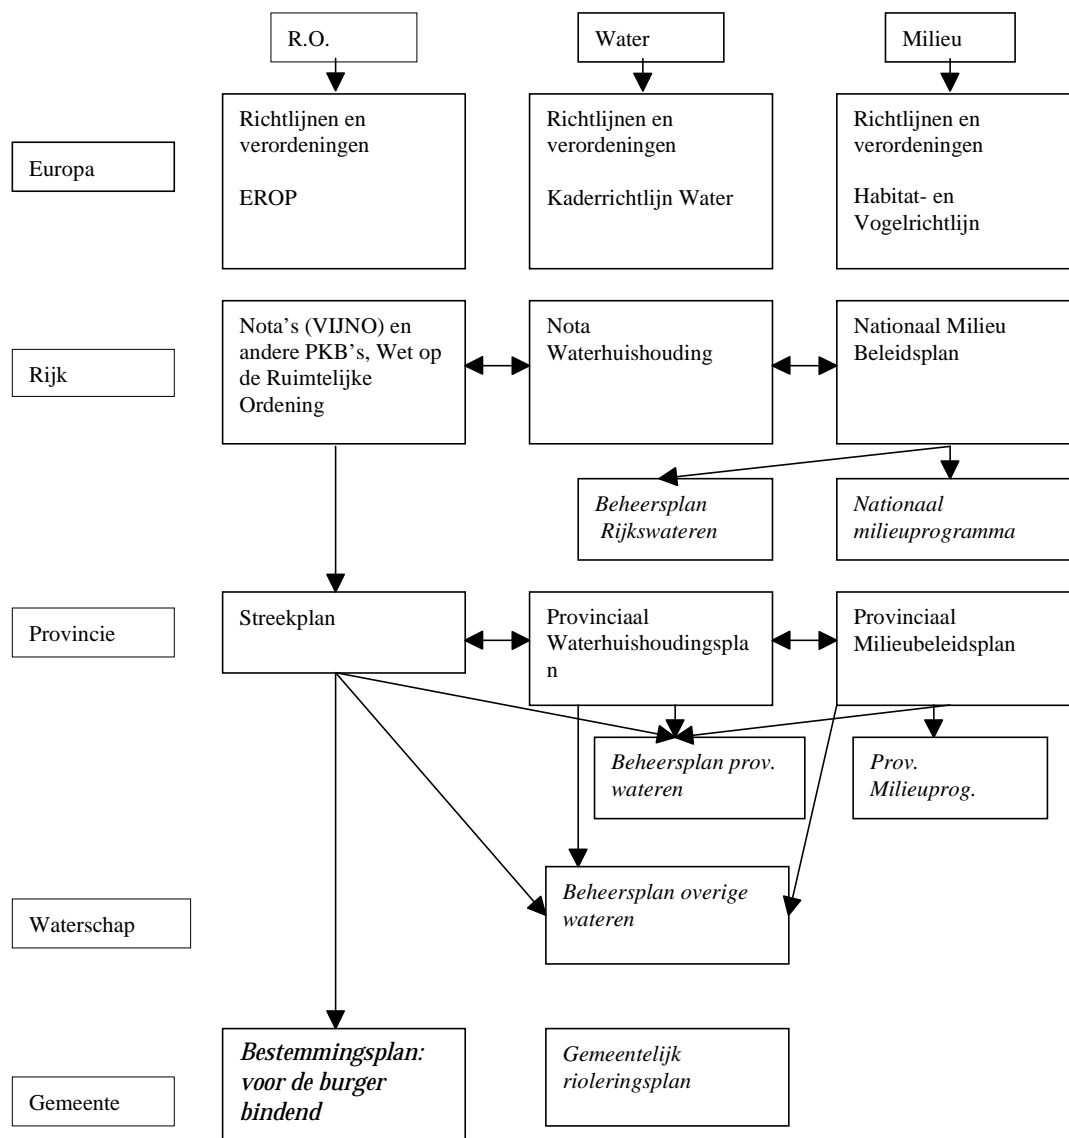 R.O.
Water
Milieu
Europa
Richtlijnen en
verordeningen
EROP
Richtlijnen en
verordeningen
Kaderrichtlijn Water
Richtlijnen en
verordeningen
Habitat- en
Vogelrichtlijn
Rijk
Nota's (VIJNO) en
andere PKB's, Wet op
de Ruimtelijke
Ordening
Nota
Waterhuishouding
Nationaal Milieu
Beleidsplan
Beheersplan
Rijkswateren
Nationaal
milieuprogramma
Provincie
Streekplan
Provinciaal
Waterhuishoudingspla
n
Provinciaal
Milieubeleidsplan
Beheersplan prov.
wateren
Prov.
Milieuprog.
Waterschap
Beheersplan overige
wateren
Gemeente
Bestemmingsplan:
voor de burger
bindend
Gemeentelijk
rioleringsplan